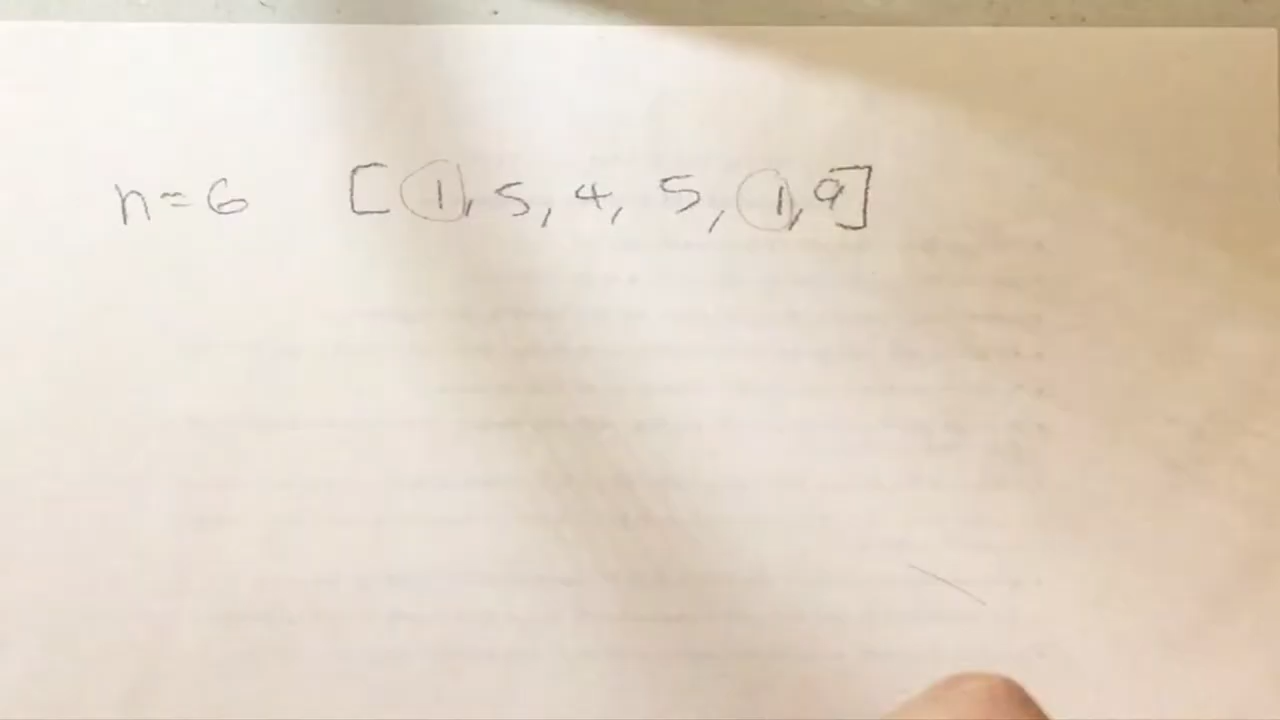 n=6 [1, 5, 4, 5, 1, 9]